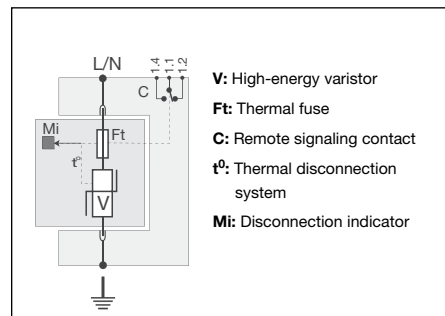 L/N
1.4
1.1
1.2
C
Mi
Ft
t°
V
V: High-energy varistor
Ft: Thermal fuse
C: Remote signaling contact
t⁰: Thermal disconnection
system
Mi: Disconnection indicator